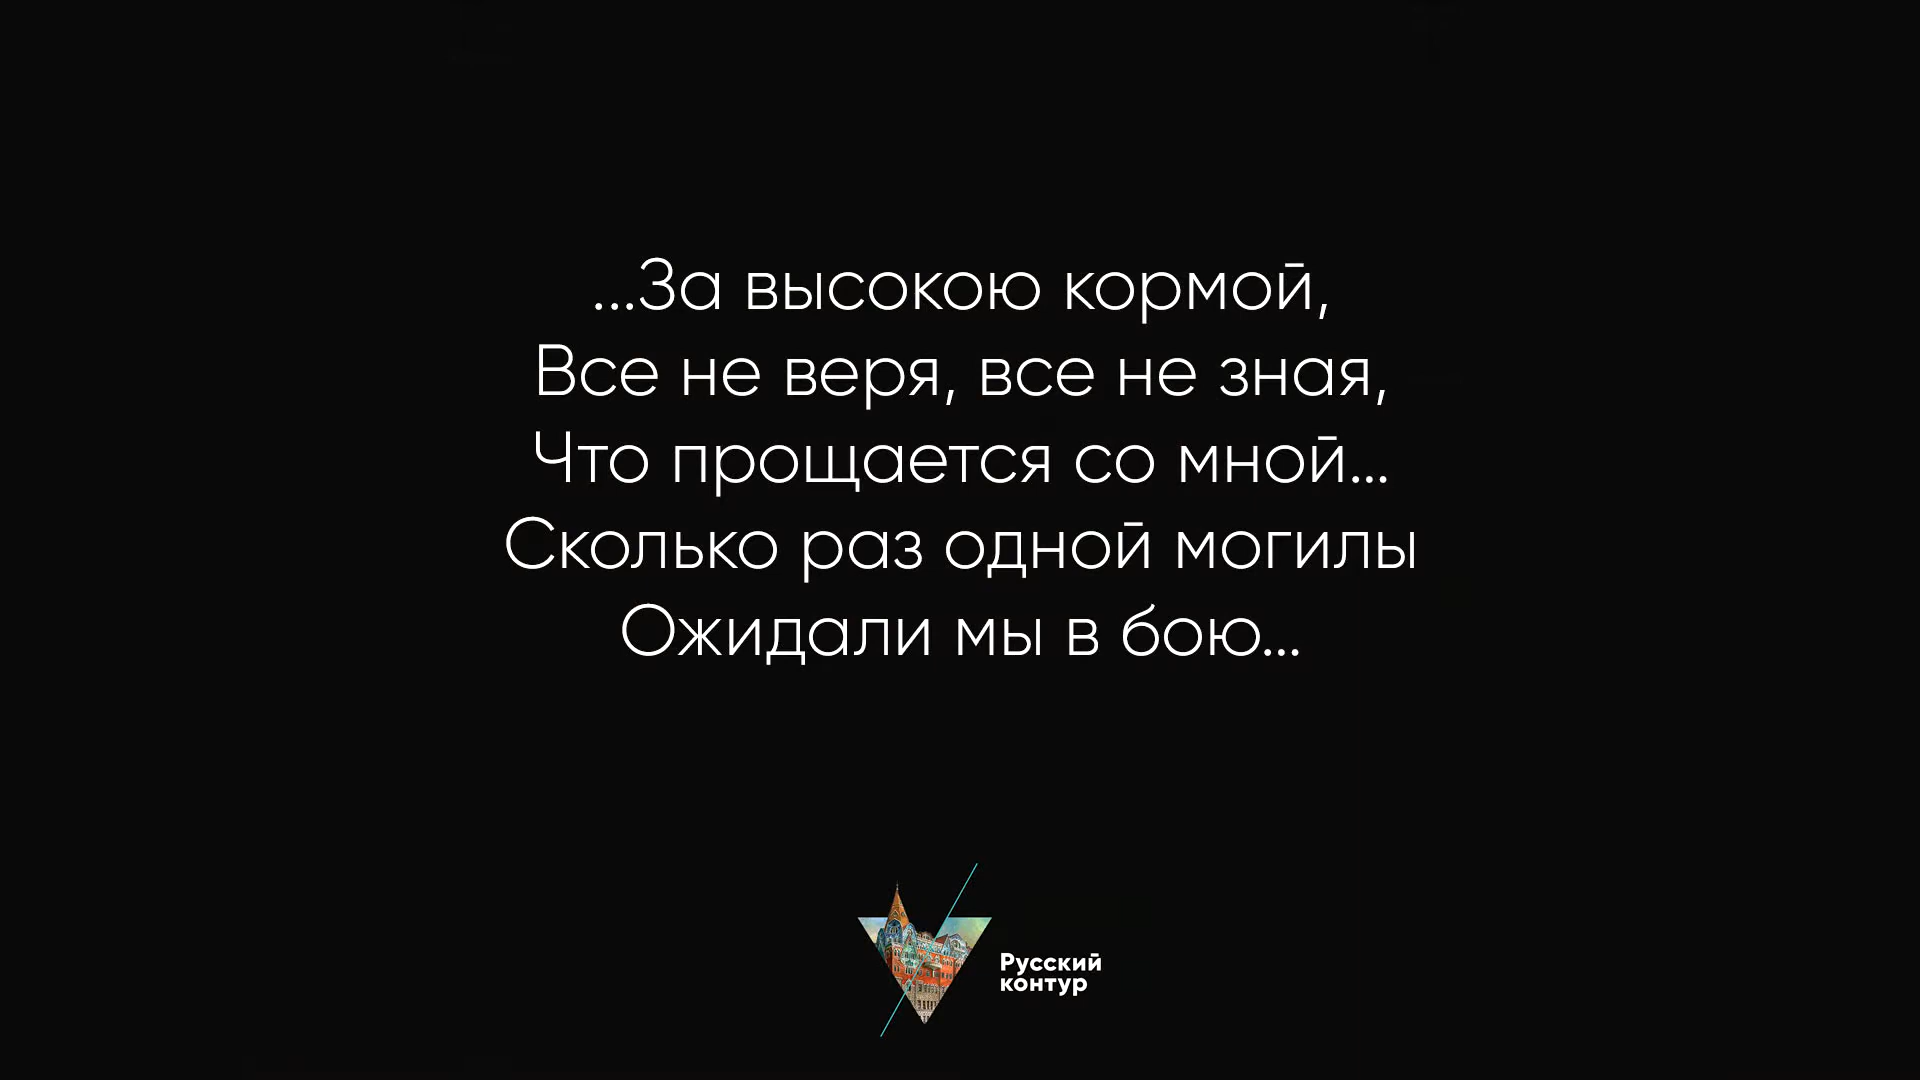 ...За высокою кормой,
Все не веря, все не зная,
Что прощается со мной...
Сколько раз одной могилы
Ожидали мы в бою...
Русский
контур